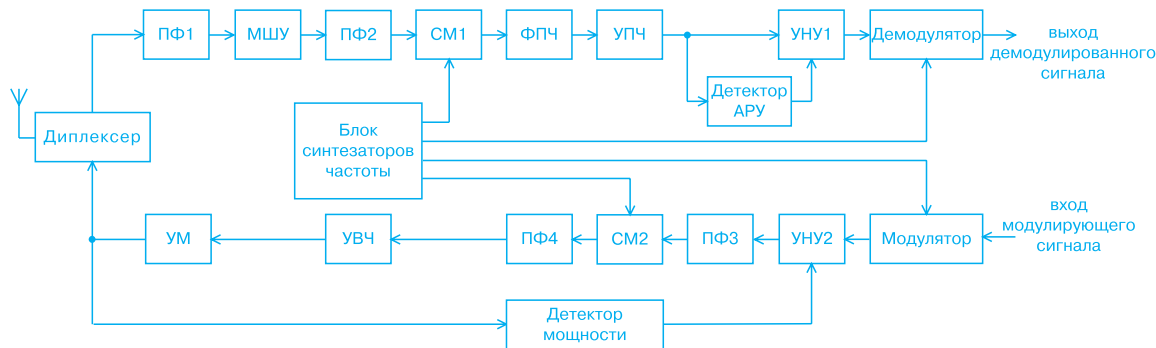 ПФ1
МШУ
ПФ2
СМ1
ФПЧ
УПЧ
УНУ1
Демодулятор
выход
демодулированного
сигнала
Детектор
АРУ
Диплексер
Блок
синтезаторов
частоты
УМ
УВЧ
ПФ4
СМ2
ПФ3
УНУ2
Модулятор
вход
модулирующего
сигнала
Детектор
мощности